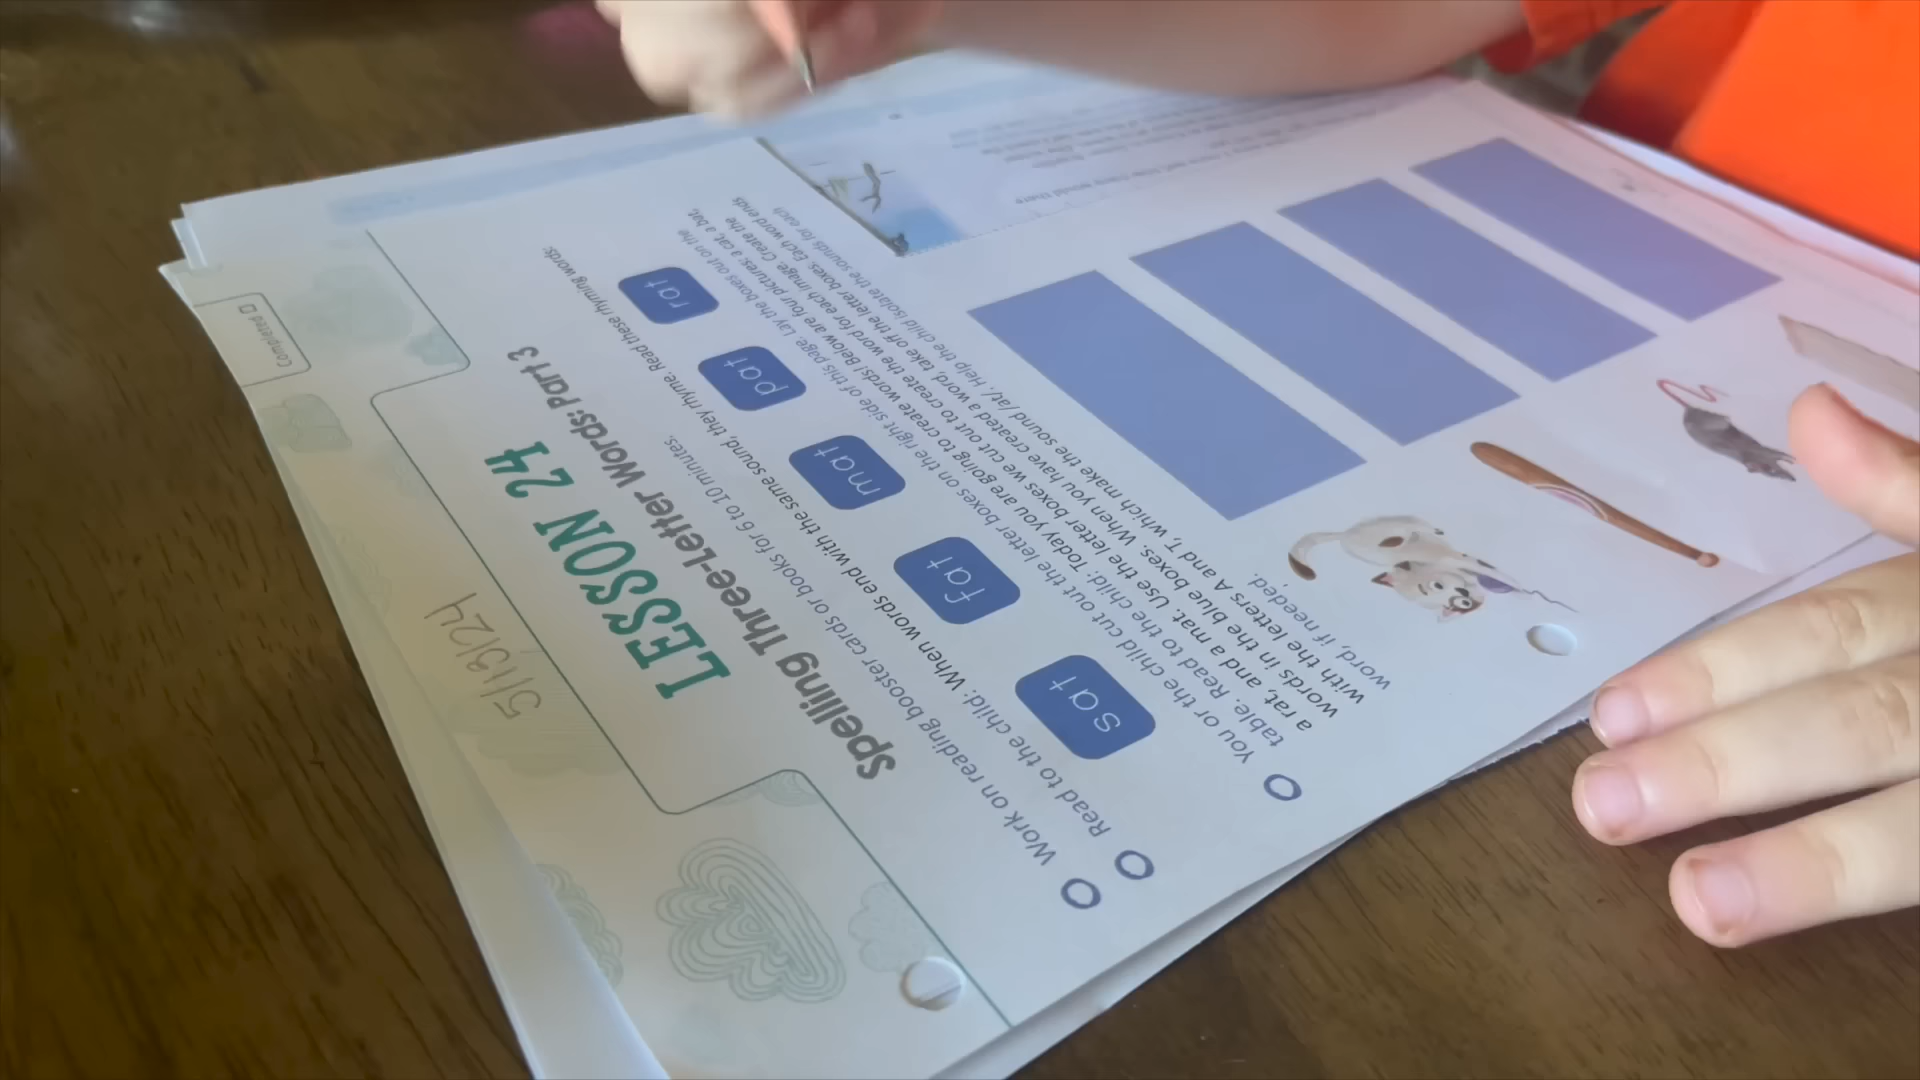 5/13/24
Completed
LESSON 24
Spelling Three-Letter Words: Part 3
Work on reading booster cards or books for 6 to 10 minutes.
Read to the child: When words end with the same sound, they rhyme. Read these rhyming words:
sat fat mat pat rat
You or the child cut out the letter boxes on the right side of this page. Lay the boxes out on the
table. Read to the child: Today you are going to create words! Below are four pictures: a cat, a bat,
a rat, and a mat. Use the letter boxes we cut out to create the word for each image. Create the
words in the blue boxes. When you have created a word, take off the letter boxes. Each word ends
with the letters A and T, which make the sound /at/. Help the child isolate the sounds for each
word, if needed.